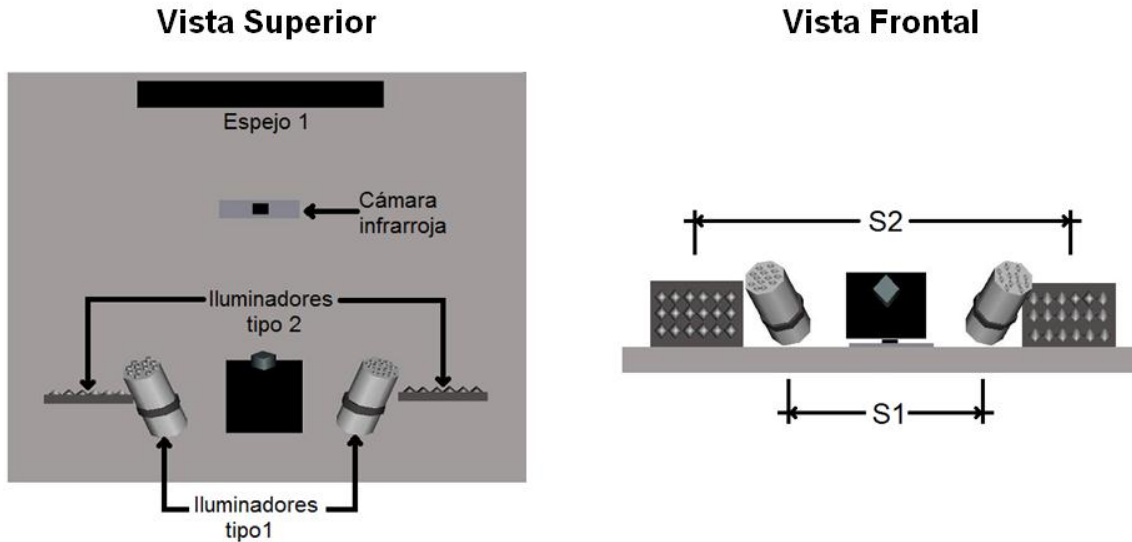 Vista Superior
Espejo 1
Cámara
infrarroja
Iluminadores
tipo 2
Iluminadores
tipo1
Vista Frontal
S2
S1